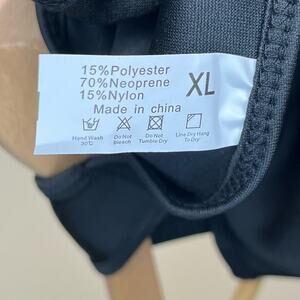 15%Polyester
70%Neoprene
15%Nylon
XL
Made in china
Hand Wash
30℃
Do Not
Bleach
Do Not
Tumble Dry
Line Dry Hang
To Dry